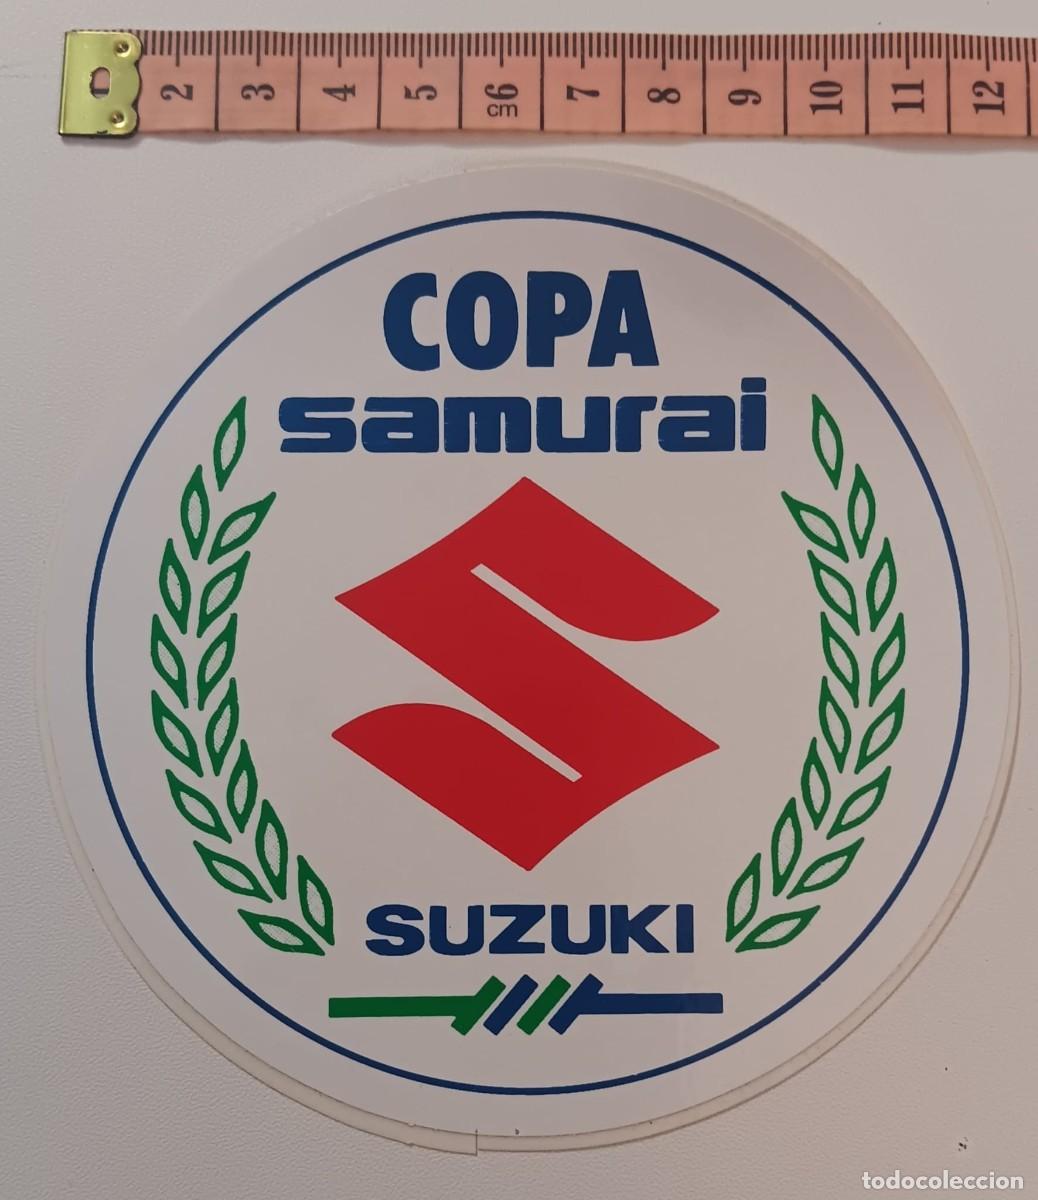 2 3 4 5 6 7 8 9 10 11 12
cm
COPA
samurai
SUZUKI
todocoleccion